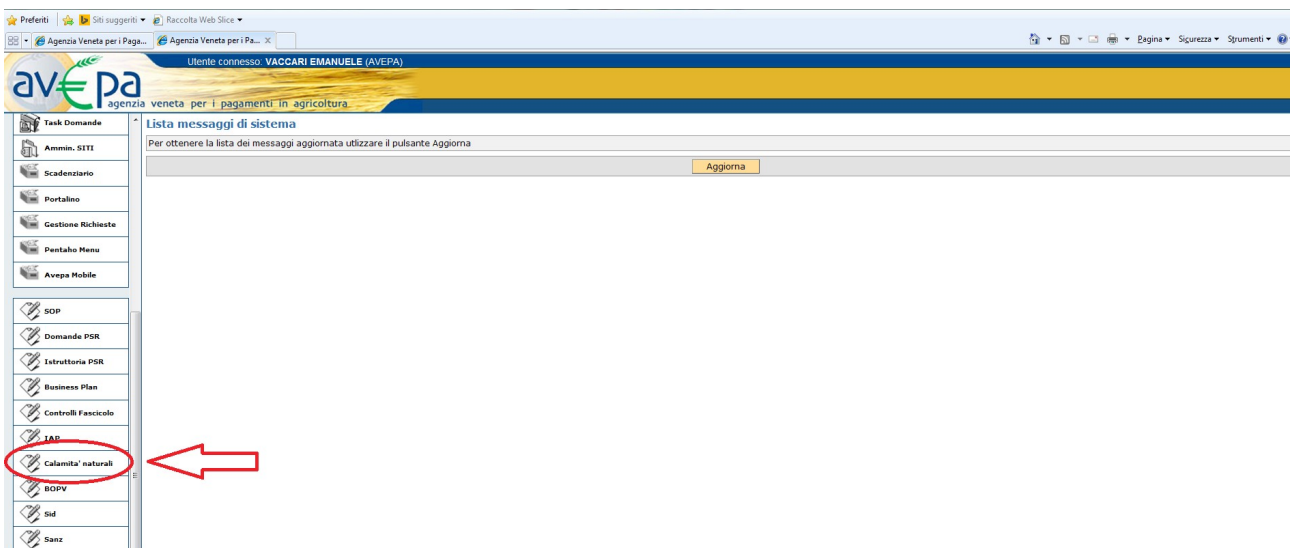 Preferiti Siti suggeriti Raccolta Web Slice
Agenzia Veneta per i Paga... Agenzia Veneta per i Pa... X Pagina Sicurezza Strumenti
Utente connesso: VACCARI EMANUELE (AVEPA)
av€pa
agenzia veneta per i pagamenti in agricoltura
Task Domande
Ammin. SITI
Scadenziario
Portalino
Gestione Richieste
Pentaho Menu
Avepa Mobile
SOP
Domande PSR
Istruttoria PSR
Business Plan
Controlli Fascicolo
IAP
Calamita' naturali
BOPV
Sid
Sanz
Lista messaggi di sistema
Per ottenere la lista dei messaggi aggiornata utlizzare il pulsante Aggiorna
Aggiorna